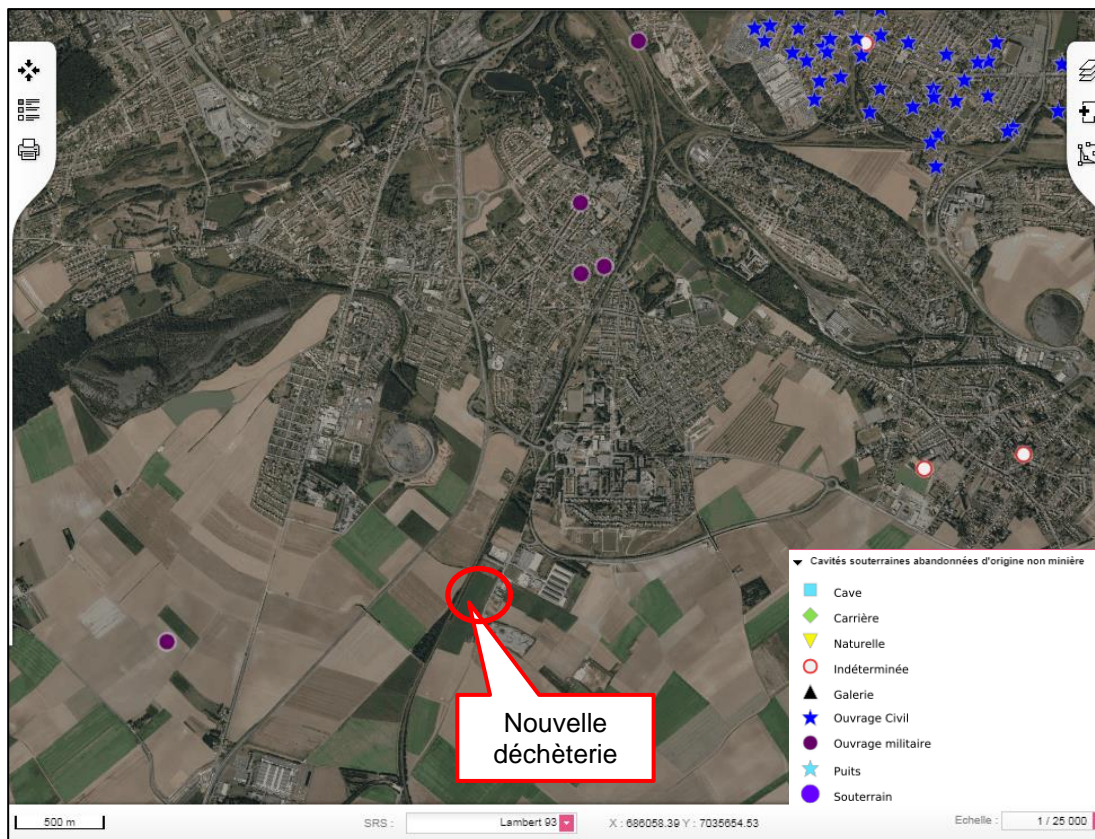 Nouvelle
déchèterie
Cavités souterraines abandonnées d'origine non minière
Cave
Carrière
Naturelle
Indéterminée
Galerie
Ouvrage Civil
Ouvrage militaire
Puits
Souterrain
500 m
SRS :
Lambert 93
X : 686058.39 Y : 7035654.53
Echelle :
1 / 25 000